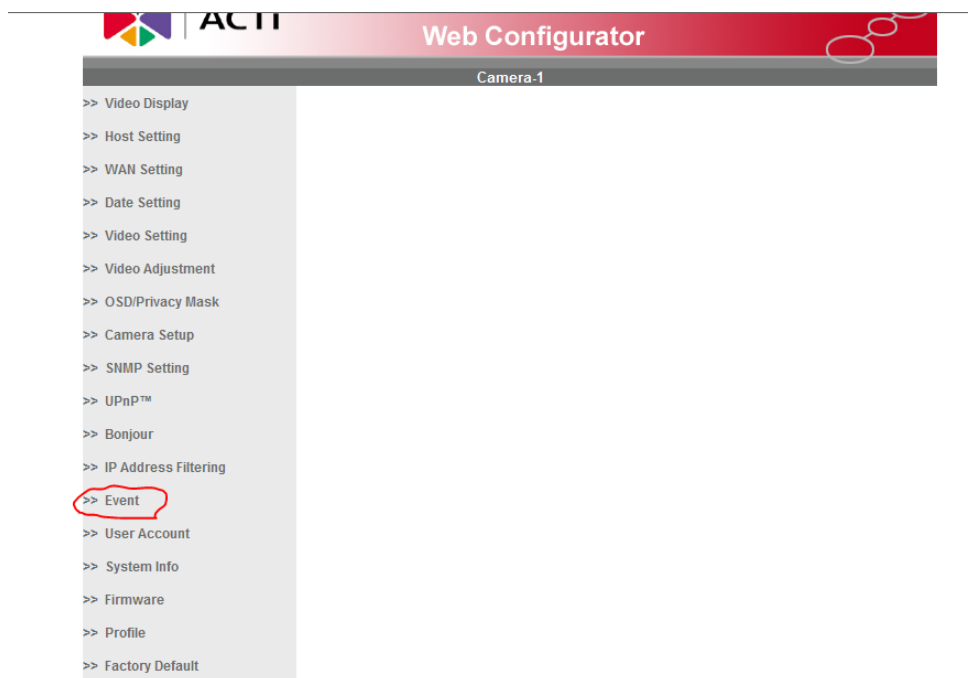 ACTi
Web Configurator
Camera-1
>> Video Display
>> Host Setting
>> WAN Setting
>> Date Setting
>> Video Setting
>> Video Adjustment
>> OSD/Privacy Mask
>> Camera Setup
>> SNMP Setting
>> UPnP™
>> Bonjour
>> IP Address Filtering
>> Event
>> User Account
>> System Info
>> Firmware
>> Profile
>> Factory Default